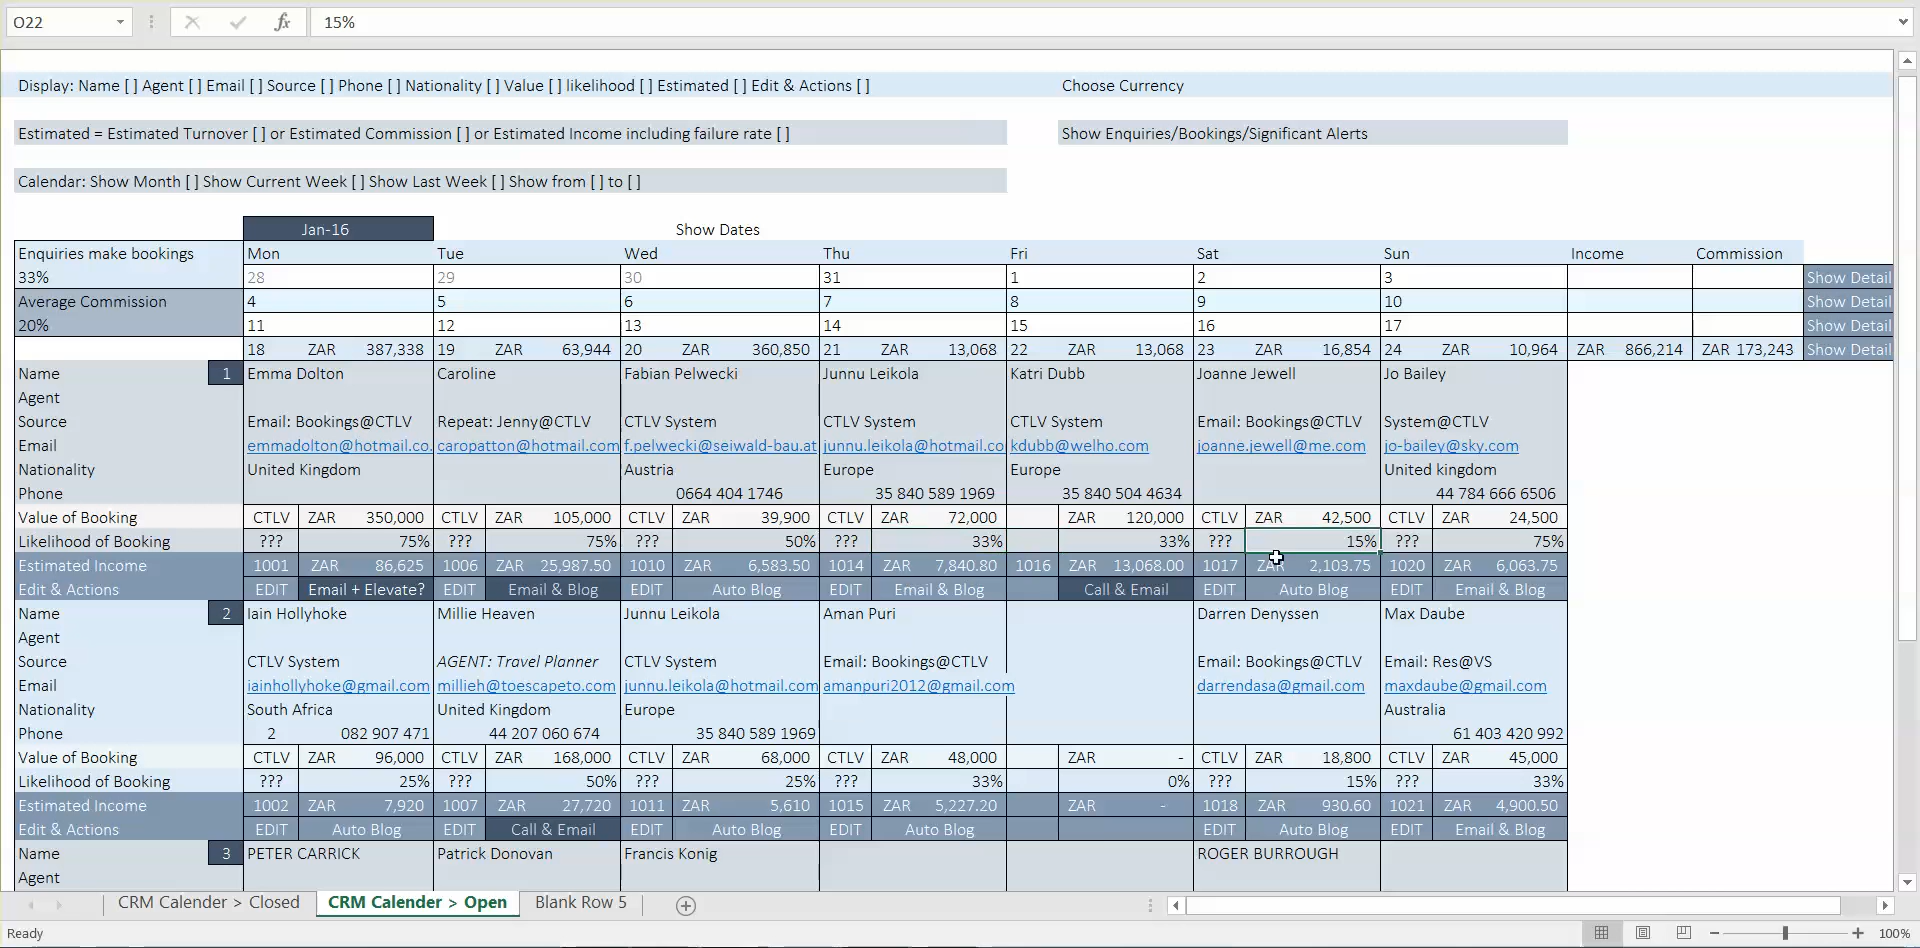 O22 fx 15%
Display: Name [ ] Agent [ ] Email [ ] Source [ ] Phone [ ] Nationality [ ] Value [ ] likelihood [ ] Estimated [ ] Edit & Actions [ ] Choose Currency
Estimated = Estimated Turnover [ ] or Estimated Commission [ ] or Estimated Income including failure rate [ ] Show Enquiries/Bookings/Significant Alerts
Calendar: Show Month [ ] Show Current Week [ ] Show Last Week [ ] Show from [ ] to [ ]
Jan-16 Show Dates
Enquiries make bookings Mon Tue Wed Thu Fri Sat Sun Income Commission
33% 28 29 30 31 1 2 3 Show Detail
Average Commission 4 5 6 7 8 9 10 Show Detail
20% 11 12 13 14 15 16 17 Show Detail
18 ZAR 387,338 19 ZAR 63,944 20 ZAR 360,850 21 ZAR 13,068 22 ZAR 13,068 23 ZAR 16,854 24 ZAR 10,964 ZAR 866,214 ZAR 173,243 Show Detail
Name 1 Emma Dolton Caroline Fabian Pelwecki Junnu Leikola Katri Dubb Joanne Jewell Jo Bailey
Agent
Source Email: Bookings@CTLV Repeat: Jenny@CTLV CTLV System CTLV System CTLV System Email: Bookings@CTLV System@CTLV
Email emmadolton@hotmail.co. caropatton@hotmail.com f.pelwecki@seiwald-bau.at junnu.leikola@hotmail.co kdubb@welho.com joanne.jewell@me.com jo-bailey@sky.com
Nationality United Kingdom Austria Europe Europe United kingdom
Phone 0664 404 1746 35 840 589 1969 35 840 504 4634 44 784 666 6506
Value of Booking CTLV ZAR 350,000 CTLV ZAR 105,000 CTLV ZAR 39,900 CTLV ZAR 72,000 ZAR 120,000 CTLV ZAR 42,500 CTLV ZAR 24,500
Likelihood of Booking ??? 75% ??? 75% ??? 50% ??? 33% 33% ??? 15% ??? 75%
Estimated Income 1001 ZAR 86,625 1006 ZAR 25,987.50 1010 ZAR 6,583.50 1014 ZAR 7,840.80 1016 ZAR 13,068.00 1017 ZAR 2,103.75 1020 ZAR 6,063.75
Edit & Actions EDIT Email + Elevate? EDIT Email & Blog EDIT Auto Blog EDIT Email & Blog Call & Email EDIT Auto Blog EDIT Email & Blog
Name 2 Iain Hollyhoke Millie Heaven Junnu Leikola Aman Puri Darren Denyssen Max Daube
Agent
Source CTLV System AGENT: Travel Planner CTLV System Email: Bookings@CTLV Email: Bookings@CTLV Email: Res@VS
Email iainhollyhoke@gmail.com millieh@toescapeto.com junnu.leikola@hotmail.com amanpuri2012@gmail.com darrendasa@gmail.com maxdaube@gmail.com
Nationality South Africa United Kingdom Europe Australia
Phone 2 082 907 471 44 207 060 674 35 840 589 1969 61 403 420 992
Value of Booking CTLV ZAR 96,000 CTLV ZAR 168,000 CTLV ZAR 68,000 CTLV ZAR 48,000 ZAR - CTLV ZAR 18,800 CTLV ZAR 45,000
Likelihood of Booking ??? 25% ??? 50% ??? 25% ??? 33% 0% ??? 15% ??? 33%
Estimated Income 1002 ZAR 7,920 1007 ZAR 27,720 1011 ZAR 5,610 1015 ZAR 5,227.20 ZAR - 1018 ZAR 930.60 1021 ZAR 4,900.50
Edit & Actions EDIT Auto Blog EDIT Call & Email EDIT Auto Blog EDIT Auto Blog EDIT Auto Blog EDIT Email & Blog
Name 3 PETER CARRICK Patrick Donovan Francis Konig ROGER BURROUGH
Agent
CRM Calender > Closed CRM Calender > Open Blank Row 5
Ready 100%